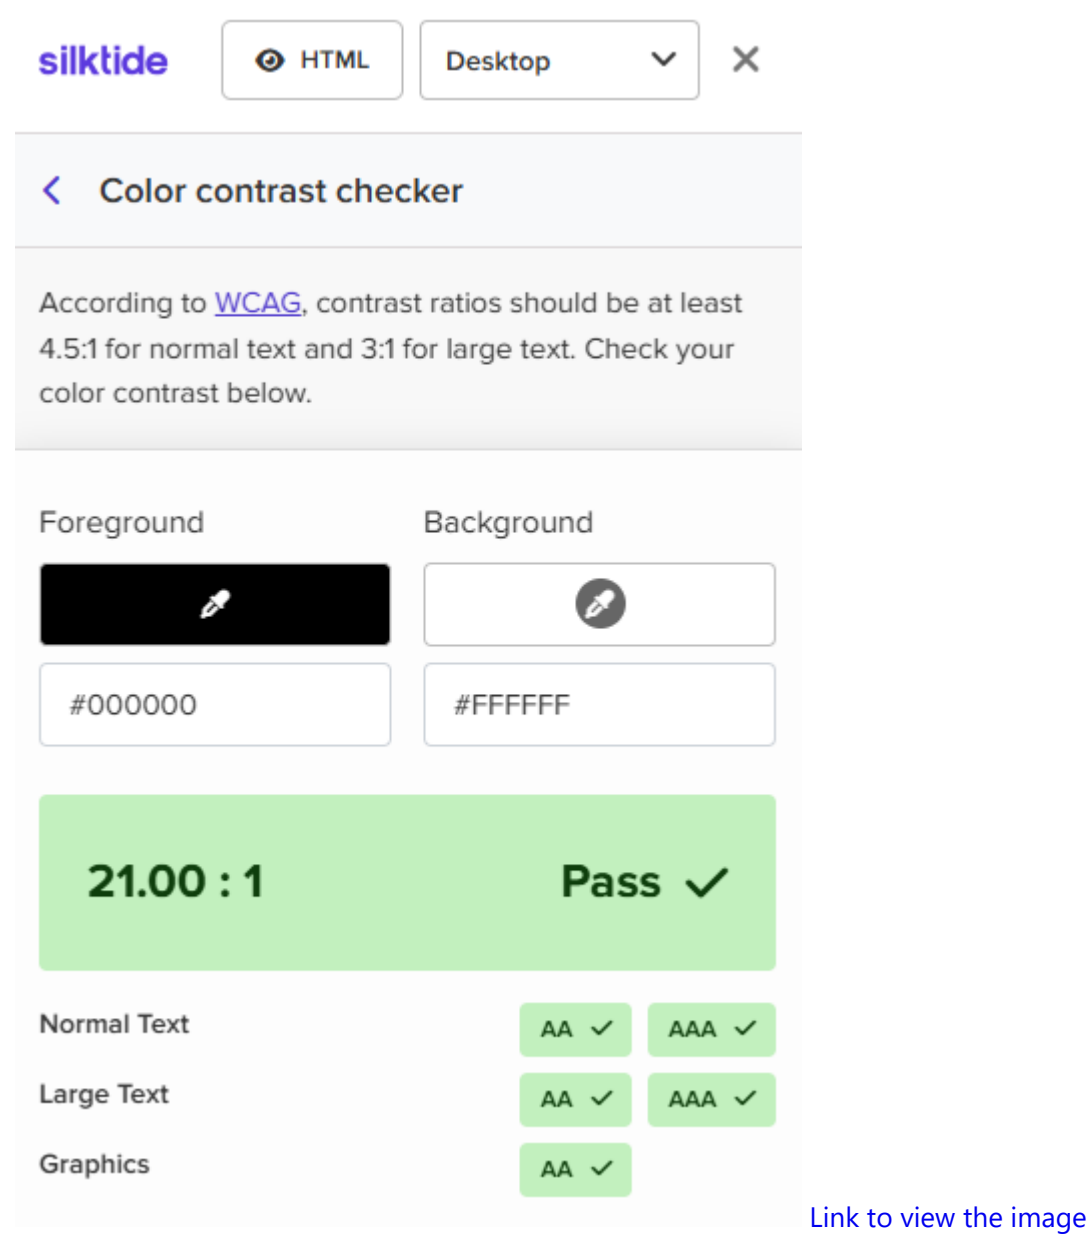 silktide HTML Desktop
Color contrast checker
According to WCAG, contrast ratios should be at least
4.5:1 for normal text and 3:1 for large text. Check your
color contrast below.
Foreground Background
#000000 #FFFFFF
21.00 : 1 Pass
Normal Text AA AAA
Large Text AA AAA
Graphics AA
Link to view the image